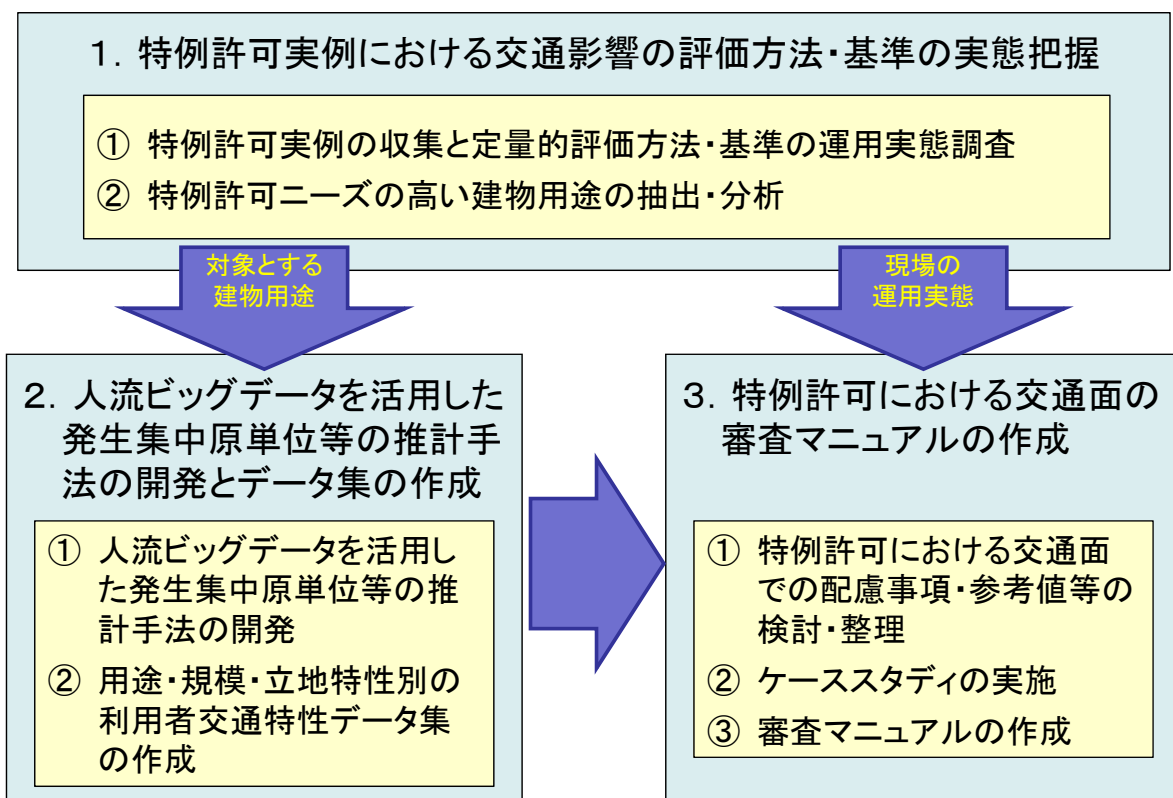 １．特例許可実例における交通影響の評価方法・基準の実態把握
① 特例許可実例の収集と定量的評価方法・基準の運用実態調査
② 特例許可ニーズの高い建物用途の抽出・分析
対象とする
建物用途
現場の
運用実態
２．人流ビッグデータを活用した
発生集中原単位等の推計手
法の開発とデータ集の作成
① 人流ビッグデータを活用し
た発生集中原単位等の推
計手法の開発
② 用途・規模・立地特性別の
利用者交通特性データ集
の作成
３．特例許可における交通面の
審査マニュアルの作成
① 特例許可における交通面
での配慮事項・参考値等の
検討・整理
② ケーススタディの実施
③ 審査マニュアルの作成